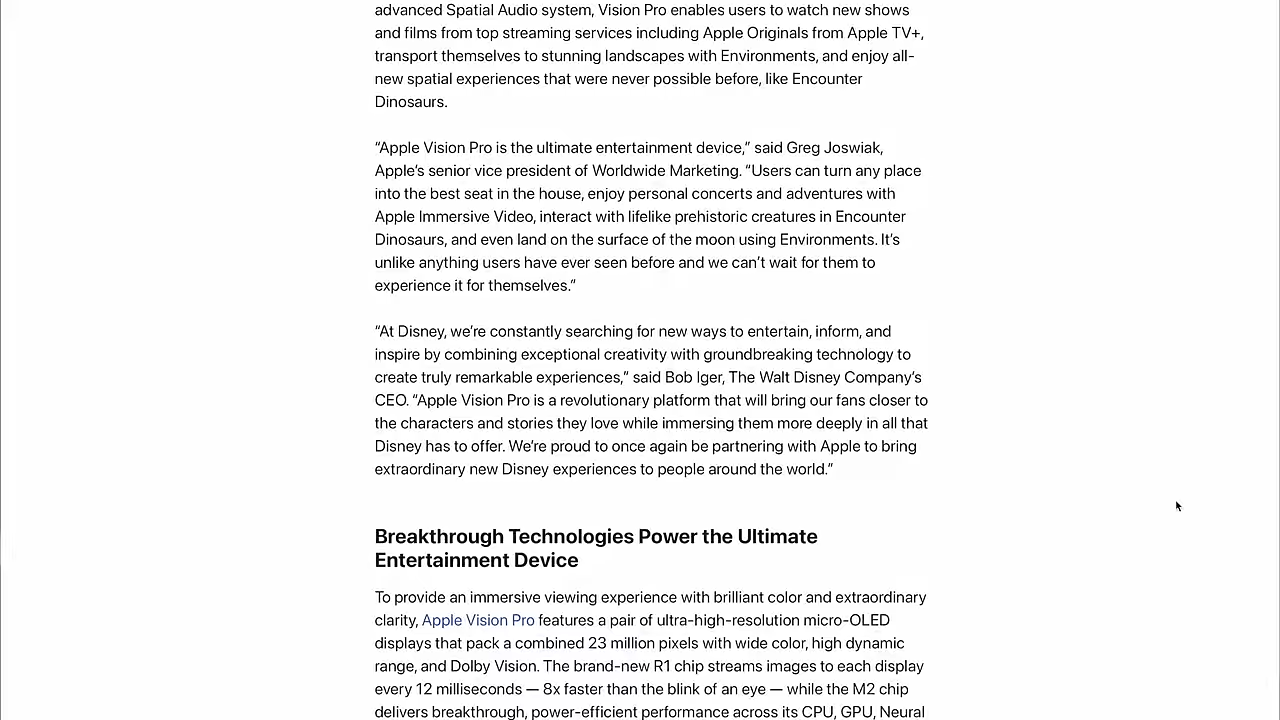 advanced Spatial Audio system, Vision Pro enables users to watch new shows
and films from top streaming services including Apple Originals from Apple TV+,
transport themselves to stunning landscapes with Environments, and enjoy all-
new spatial experiences that were never possible before, like Encounter
Dinosaurs.
“Apple Vision Pro is the ultimate entertainment device,” said Greg Joswiak,
Apple’s senior vice president of Worldwide Marketing. “Users can turn any place
into the best seat in the house, enjoy personal concerts and adventures with
Apple Immersive Video, interact with lifelike prehistoric creatures in Encounter
Dinosaurs, and even land on the surface of the moon using Environments. It’s
unlike anything users have ever seen before and we can’t wait for them to
experience it for themselves.”
“At Disney, we’re constantly searching for new ways to entertain, inform, and
inspire by combining exceptional creativity with groundbreaking technology to
create truly remarkable experiences,” said Bob Iger, The Walt Disney Company’s
CEO. “Apple Vision Pro is a revolutionary platform that will bring our fans closer to
the characters and stories they love while immersing them more deeply in all that
Disney has to offer. We’re proud to once again be partnering with Apple to bring
extraordinary new Disney experiences to people around the world.”
Breakthrough Technologies Power the Ultimate
Entertainment Device
To provide an immersive viewing experience with brilliant color and extraordinary
clarity, Apple Vision Pro features a pair of ultra-high-resolution micro-OLED
displays that pack a combined 23 million pixels with wide color, high dynamic
range, and Dolby Vision. The brand-new R1 chip streams images to each display
every 12 milliseconds — 8x faster than the blink of an eye — while the M2 chip
delivers breakthrough, power-efficient performance across its CPU, GPU, Neural